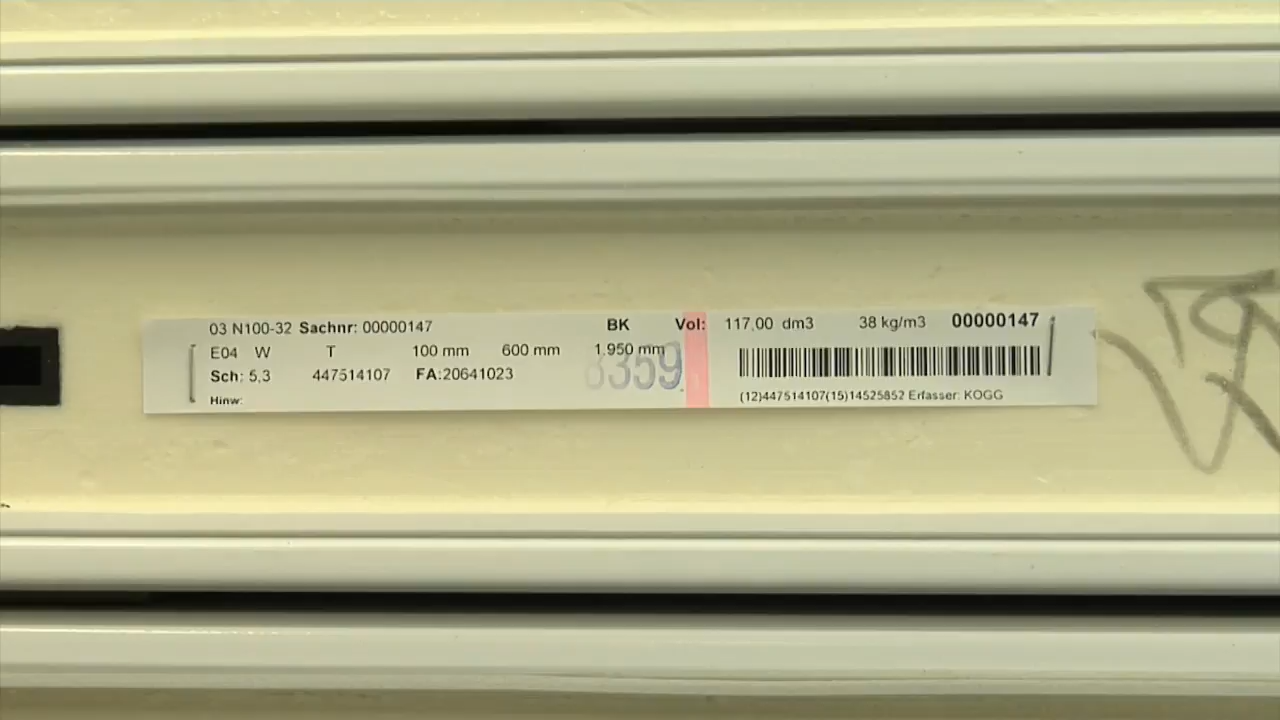 03 N100-32 Sachnr: 00000147 BK Vol: 117,00 dm3 38 kg/m3 00000147
E04 W T 100 mm 600 mm 1.950 mm
Sch: 5,3 447514107 FA:20641023
8359
Hinw:
(12)447514107(15)14525852 Erfasser: KOGG